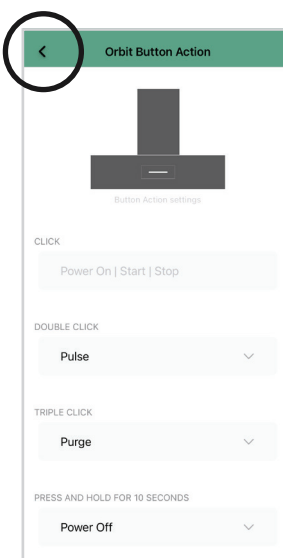 Orbit Button Action
Button Action settings
CLICK
Power On | Start | Stop
DOUBLE CLICK
Pulse
TRIPLE CLICK
Purge
PRESS AND HOLD FOR 10 SECONDS
Power Off